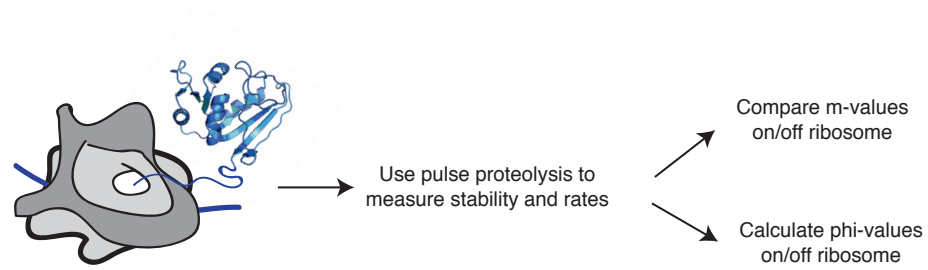 Use pulse proteolysis to
measure stability and rates
Compare m-values
on/off ribosome
Calculate phi-values
on/off ribosome